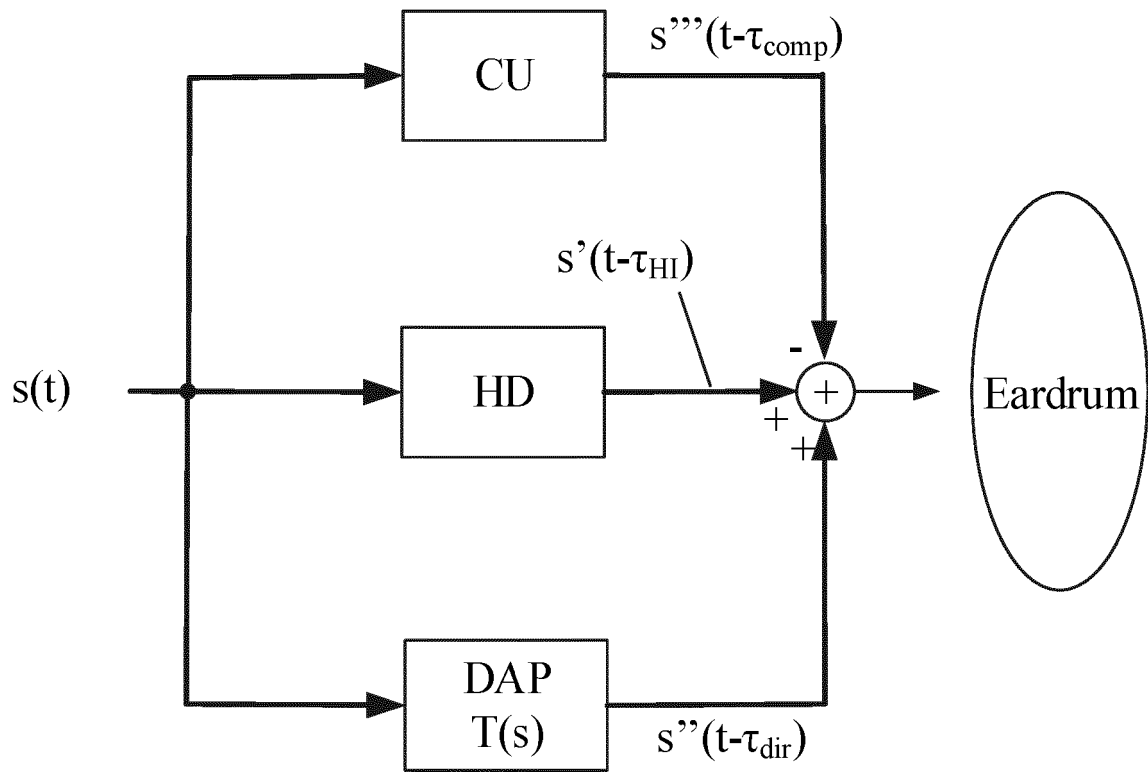 s’’’(t-τcomp)
CU
s’(t-τHI)
-
s(t)
HD
+
+
+
Eardrum
DAP
T(s)
s’’(t-τdir)